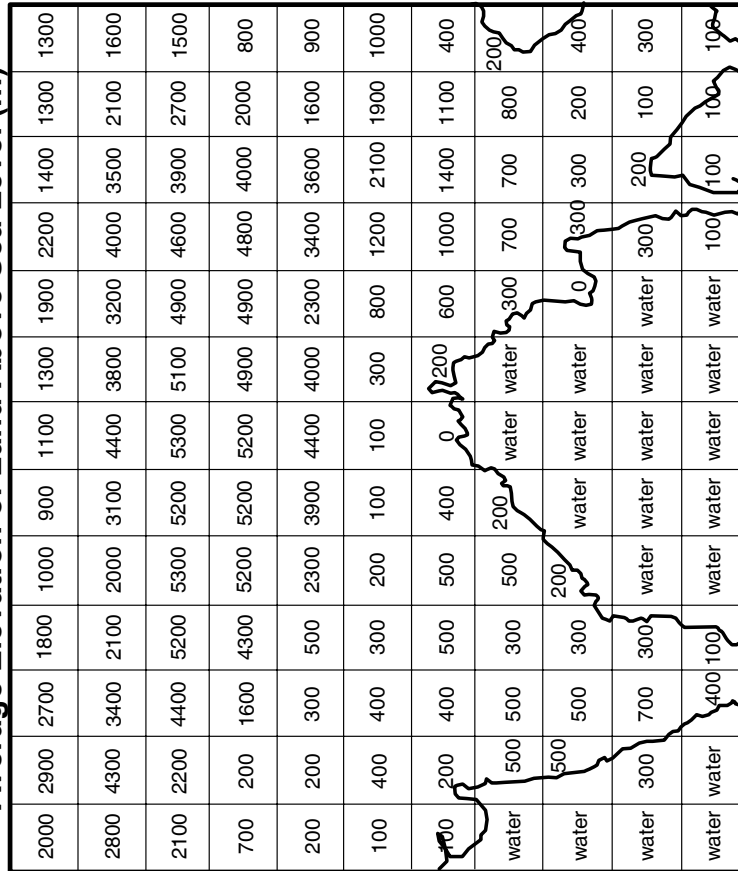 Average Elevation of Land Above Sea Level (m)
2000 2900 2700 1800 1000 900 1100 1300 1900 2200 1400 1300 1300
2800 4300 3400 2100 2000 3100 4400 3800 3200 4000 3500 2100 1600
2100 2200 4400 5200 5300 5200 5300 5100 4900 4600 3900 2700 1500
700 200 1600 4300 5200 5200 5200 4900 4900 4800 4000 2000 800
200 200 300 500 2300 3900 4400 4000 2300 3400 3600 1600 900
100 400 400 300 200 100 100 300 800 1200 2100 1900 1000
100 200 400 500 500 400 0 200 600 1000 1400 1100 400
water 500 500 300 500 200 water water 300 700 700 800 200
water 500 500 300 200 water water water 0 300 300 200 400
water 300 700 300 water water water water water 300 200 100 300
water water 400 100 water water water water water 100 100 100 100